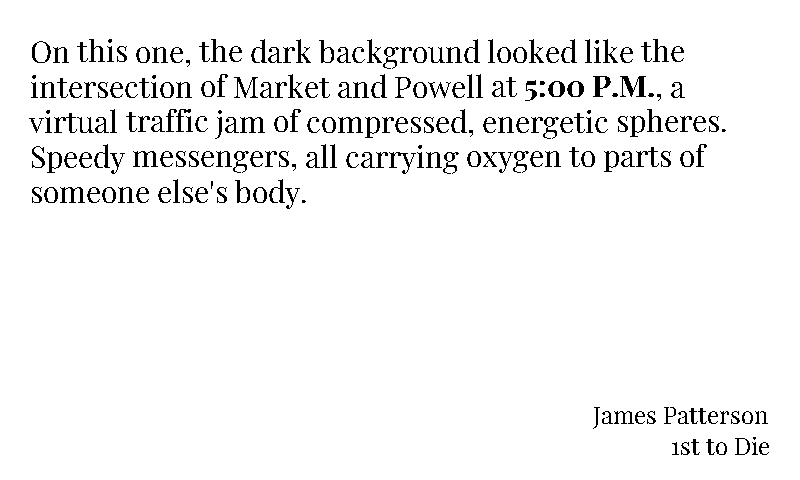 On this one, the dark background looked like the
intersection of Market and Powell at 5:00 P.M., a
virtual traffic jam of compressed, energetic spheres.
Speedy messengers, all carrying oxygen to parts of
someone else's body.
James Patterson
1st to Die